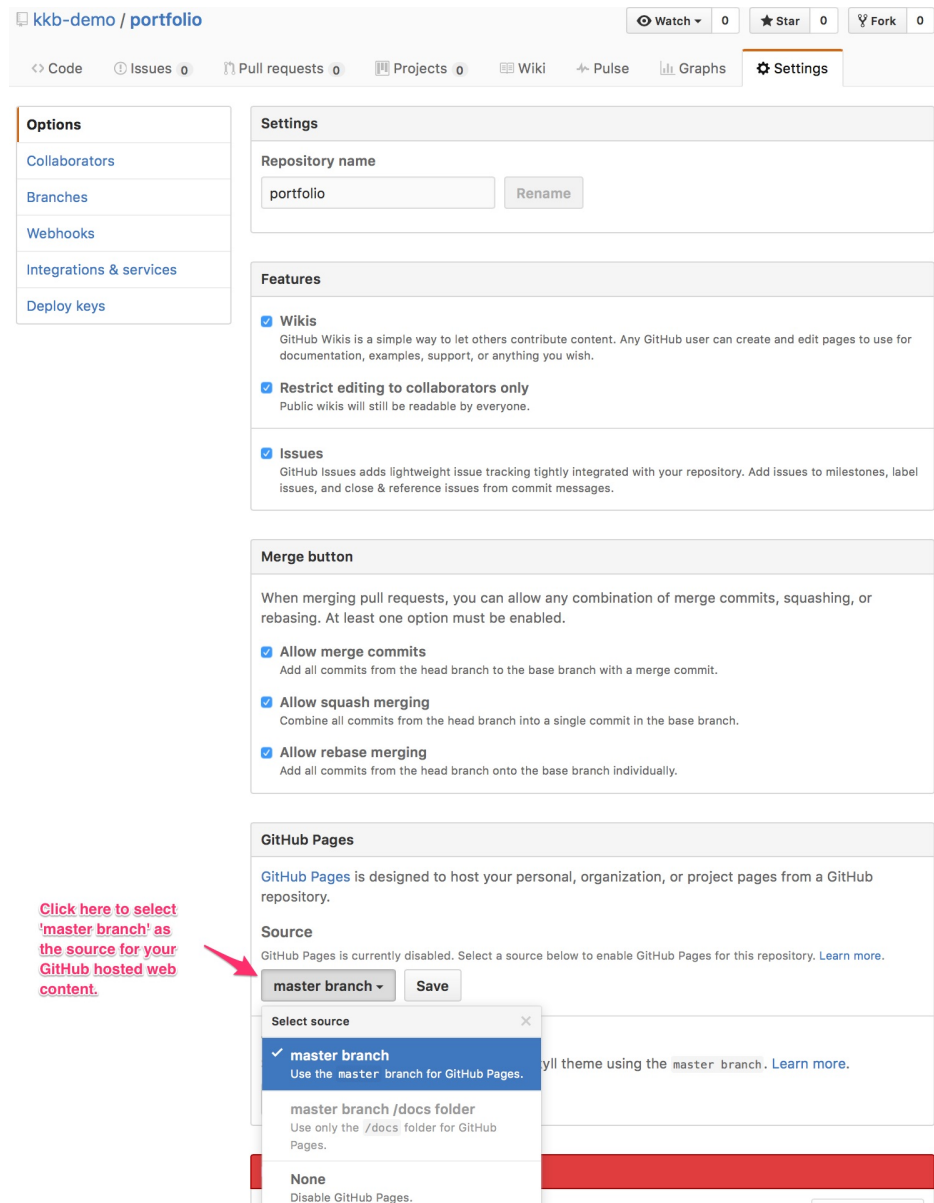 kkb-demo / portfolio
Watch 0 Star 0 Fork 0
Code Issues 0 Pull requests 0 Projects 0 Wiki Pulse Graphs Settings
Options
Collaborators
Branches
Webhooks
Integrations & services
Deploy keys
Settings
Repository name
portfolio Rename
Features
Wikis
GitHub Wikis is a simple way to let others contribute content. Any GitHub user can create and edit pages to use for
documentation, examples, support, or anything you wish.
Restrict editing to collaborators only
Public wikis will still be readable by everyone.
Issues
GitHub Issues adds lightweight issue tracking tightly integrated with your repository. Add issues to milestones, label
issues, and close & reference issues from commit messages.
Merge button
When merging pull requests, you can allow any combination of merge commits, squashing, or
rebasing. At least one option must be enabled.
Allow merge commits
Add all commits from the head branch to the base branch with a merge commit.
Allow squash merging
Combine all commits from the head branch into a single commit in the base branch.
Allow rebase merging
Add all commits from the head branch onto the base branch individually.
GitHub Pages
GitHub Pages is designed to host your personal, organization, or project pages from a GitHub
repository.
Click here to select
'master branch' as
the source for your
GitHub hosted web
content.
Source
GitHub Pages is currently disabled. Select a source below to enable GitHub Pages for this repository. Learn more.
master branch Save
Select source
master branch
Use the master branch for GitHub Pages.
yll theme using the master branch. Learn more.
master branch /docs folder
Use only the /docs folder for GitHub
Pages.
None
Disable GitHub Pages.